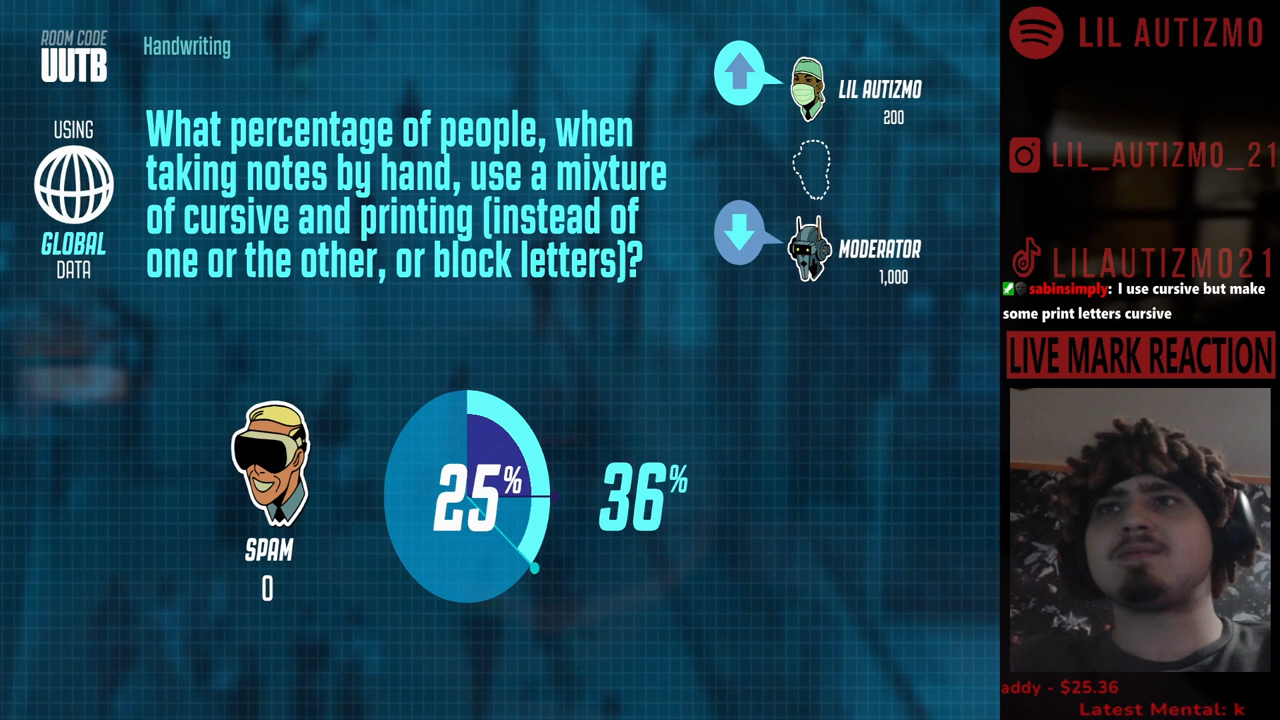 ROOM CODE
UUTB
Handwriting
USING
GLOBAL
DATA
What percentage of people, when
taking notes by hand, use a mixture
of cursive and printing (instead of
one or the other, or block letters)?
LIL AUTIZMO
200
MODERATOR
1,000
SPAM
0
25%
36%
LIL AUTIZMO
LIL_AUTIZMO_21
LILAUTIZMO21
sabinsimply: I use cursive but make
some print letters cursive
LIVE MARK REACTION
addy - $25.36
Latest Mental: k